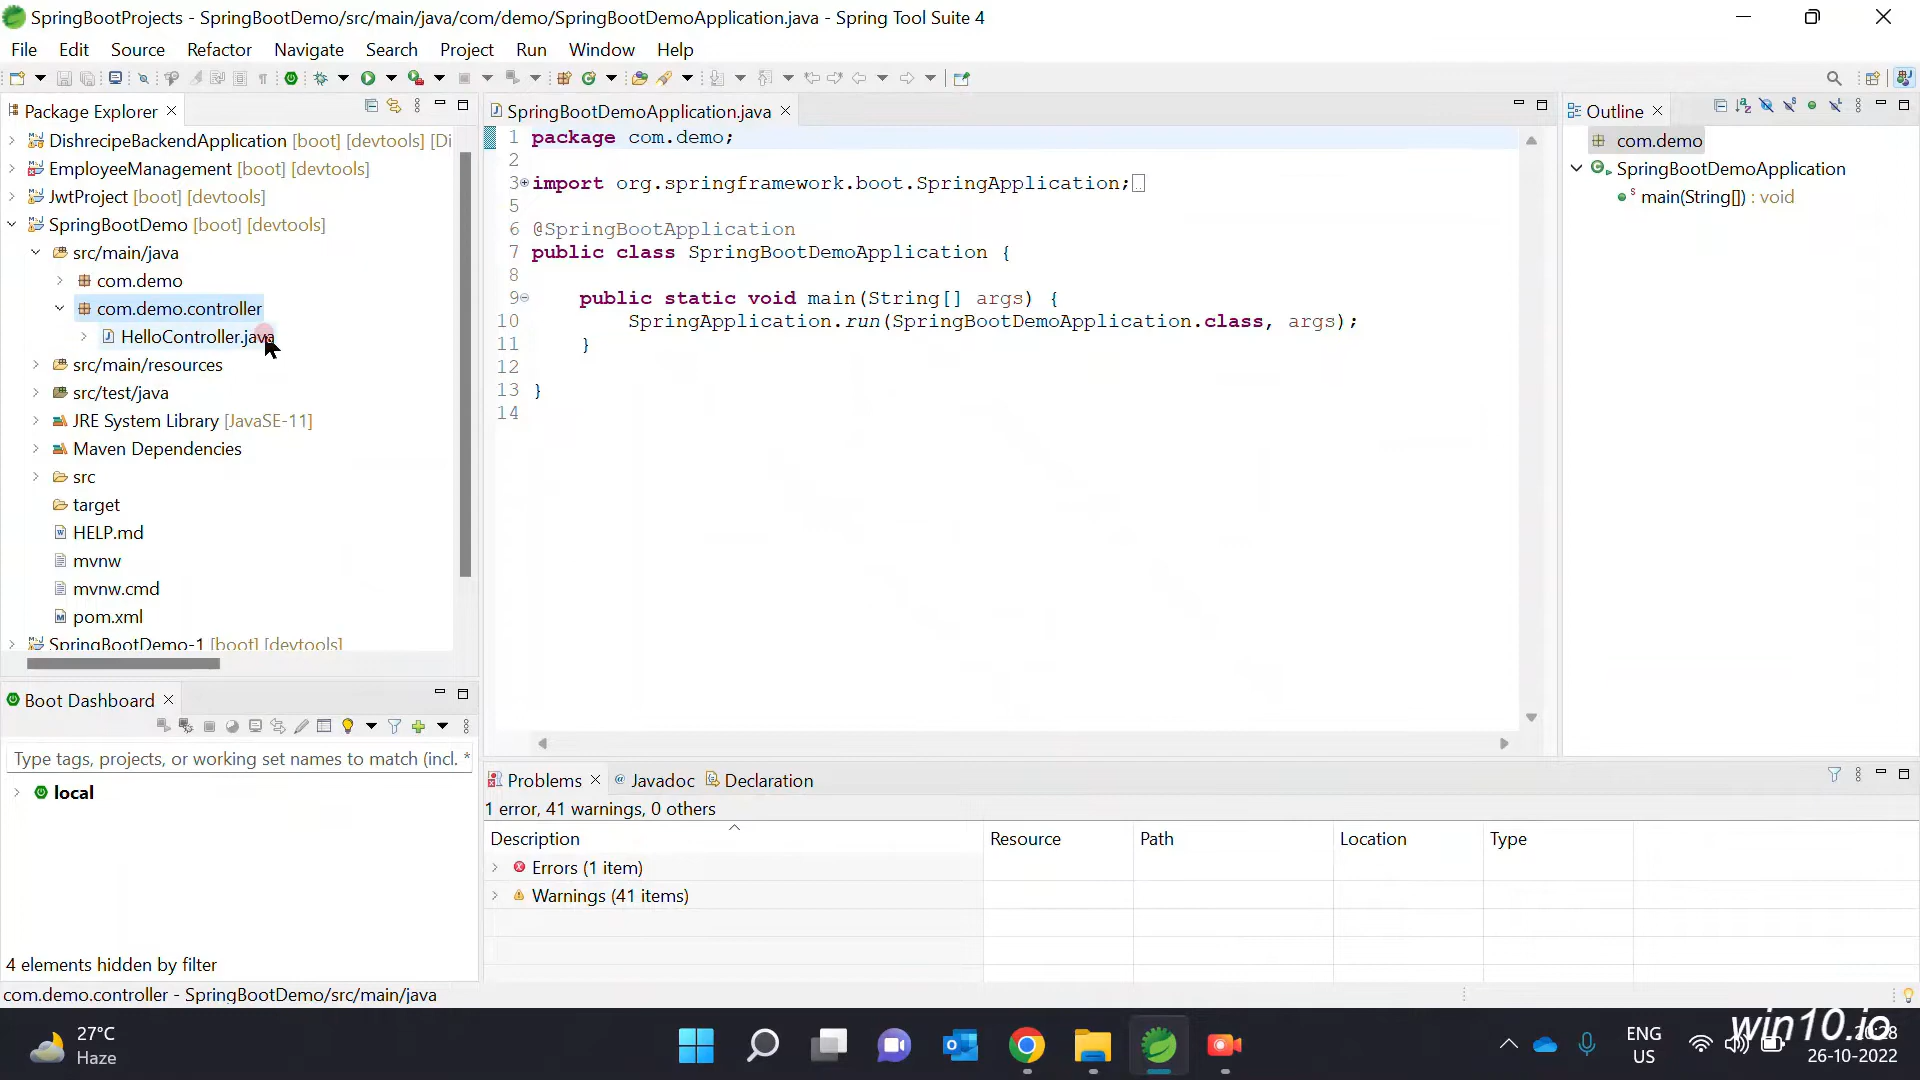 SpringBootProjects - SpringBootDemo/src/main/java/com/demo/SpringBootDemoApplication.java - Spring Tool Suite 4
File Edit Source Refactor Navigate Search Project Run Window Help
Package Explorer
DishrecipeBackendApplication [boot] [devtools] [Di
EmployeeManagement [boot] [devtools]
JwtProject [boot] [devtools]
SpringBootDemo [boot] [devtools]
src/main/java
com.demo
com.demo.controller
HelloController.java
src/main/resources
src/test/java
JRE System Library [JavaSE-11]
Maven Dependencies
src
target
HELP.md
mvnw
mvnw.cmd
pom.xml
SpringBootDemo-1 [boot] [devtools]
Boot Dashboard
Type tags, projects, or working set names to match (incl. *
local
4 elements hidden by filter
SpringBootDemoApplication.java
1 package com.demo;
2
3 import org.springframework.boot.SpringApplication;
5
6 @SpringBootApplication
7 public class SpringBootDemoApplication {
8
9 public static void main(String[] args) {
10 SpringApplication.run(SpringBootDemoApplication.class, args);
11 }
12
13 }
14
Outline
com.demo
SpringBootDemoApplication
main(String[]) : void
Problems Javadoc Declaration
1 error, 41 warnings, 0 others
Description Resource Path Location Type
Errors (1 item)
Warnings (41 items)
com.demo.controller - SpringBootDemo/src/main/java
27°C
Haze
ENG
US
win10.io
26-10-2022